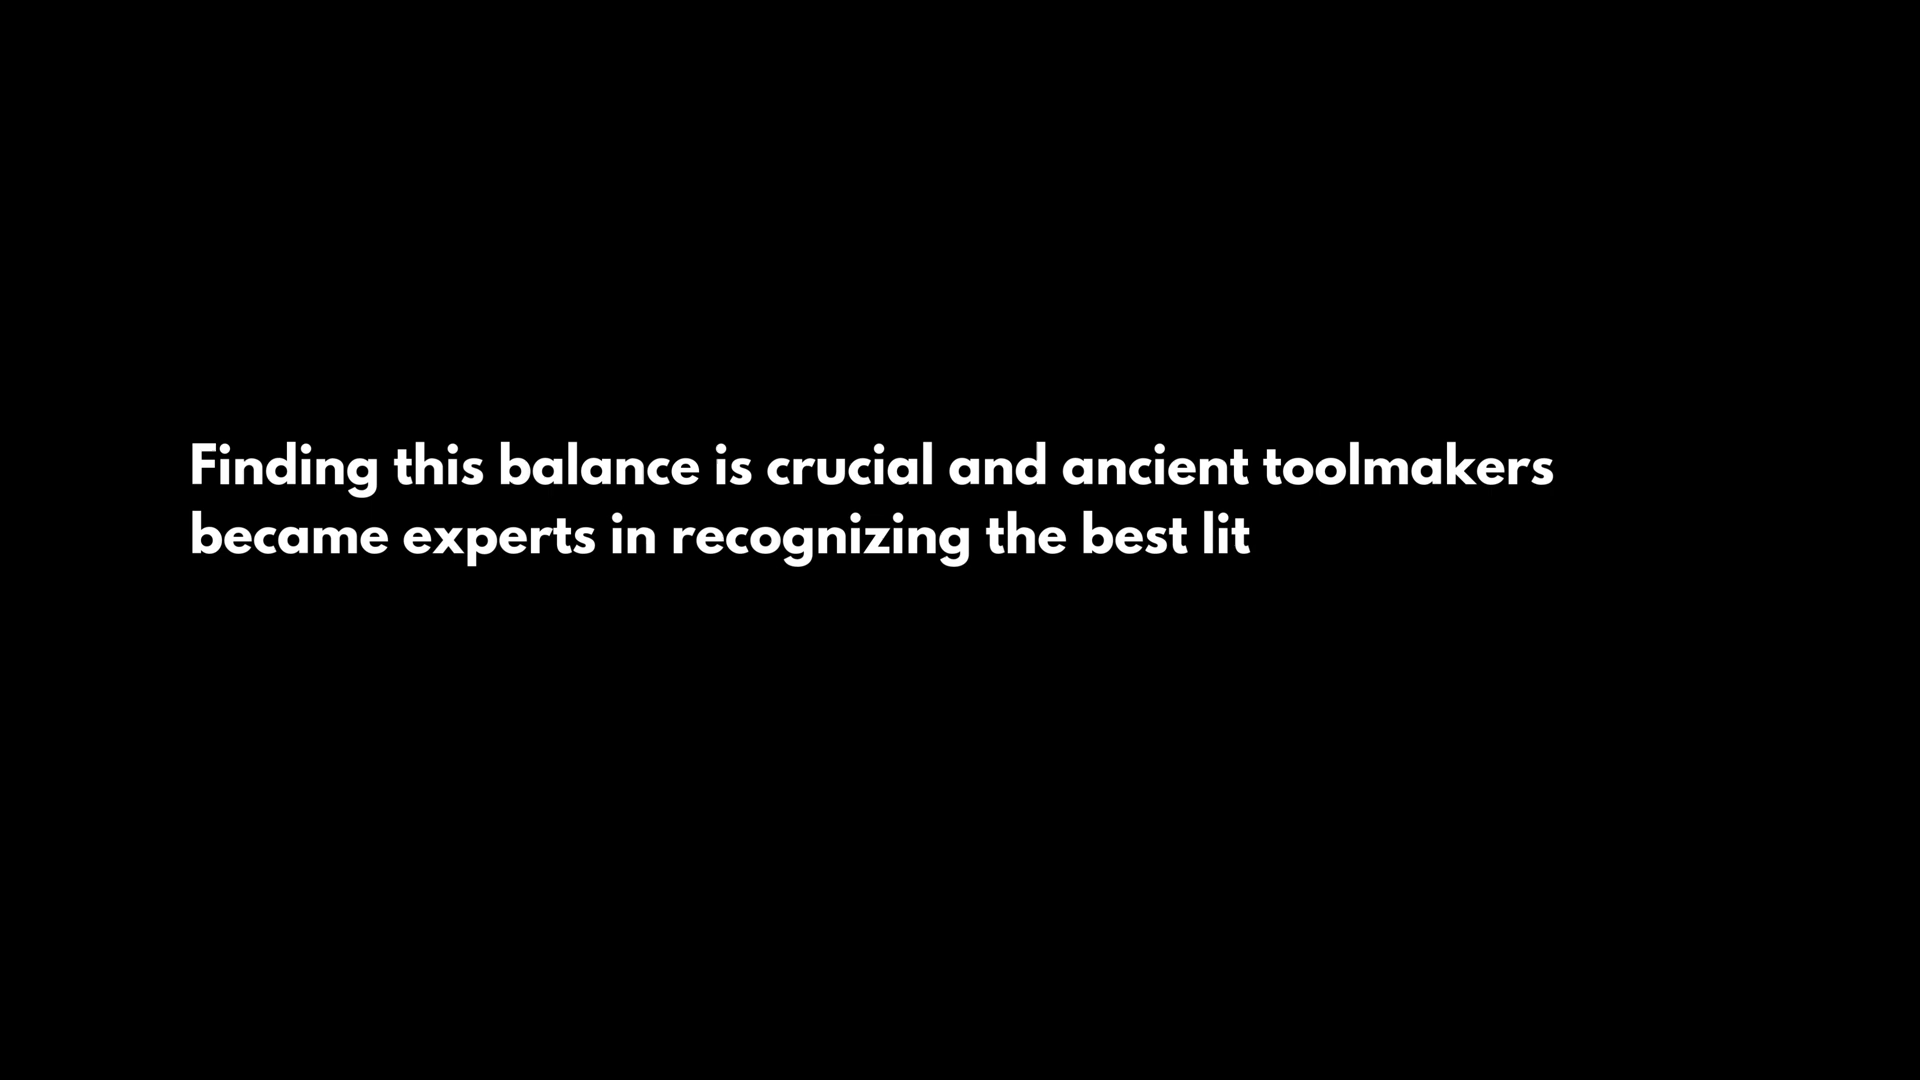 Finding this balance is crucial and ancient toolmakers
became experts in recognizing the best lit